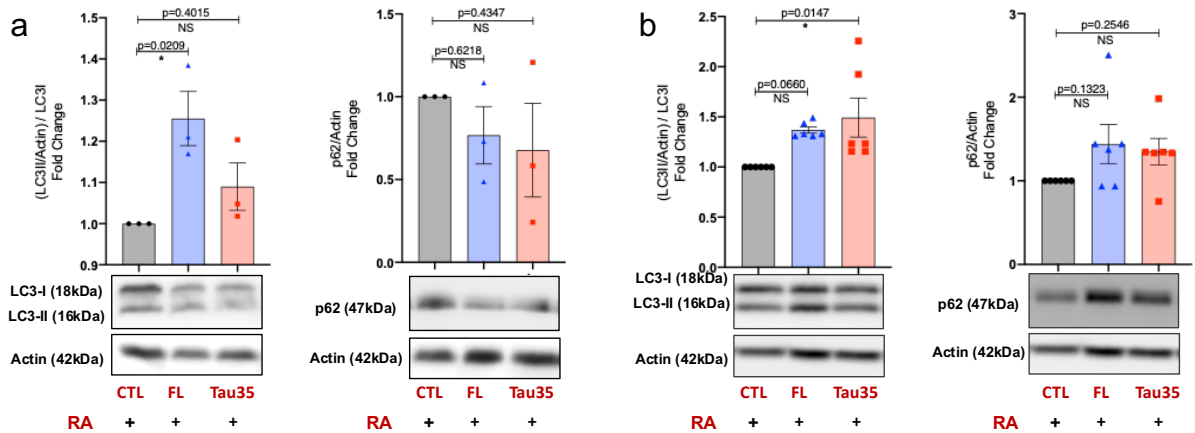 a
(LC3II/Actin) / LC3I
Fold Change
1.5
1.4
1.3
1.2
1.1
1.0
0.9
p=0.4015
NS
p=0.0209
*
LC3-I (18kDa)
LC3-II (16kDa)
Actin (42kDa)
CTL FL Tau35
RA + + +
p62/Actin
Fold Change
1.5
1.0
0.5
0.0
p=0.4347
NS
p=0.6218
NS
p62 (47kDa)
Actin (42kDa)
CTL FL Tau35
RA + + +
b
(LC3II/Actin) / LC3I
Fold Change
2.5
2.0
1.5
1.0
0.5
0.0
p=0.0147
*
p=0.0660
NS
LC3-I (18kDa)
LC3-II (16kDa)
Actin (42kDa)
CTL FL Tau35
RA + + +
p62/Actin
Fold Change
3
2
1
0
p=0.2546
NS
p=0.1323
NS
p62 (47kDa)
Actin (42kDa)
CTL FL Tau35
RA + + +